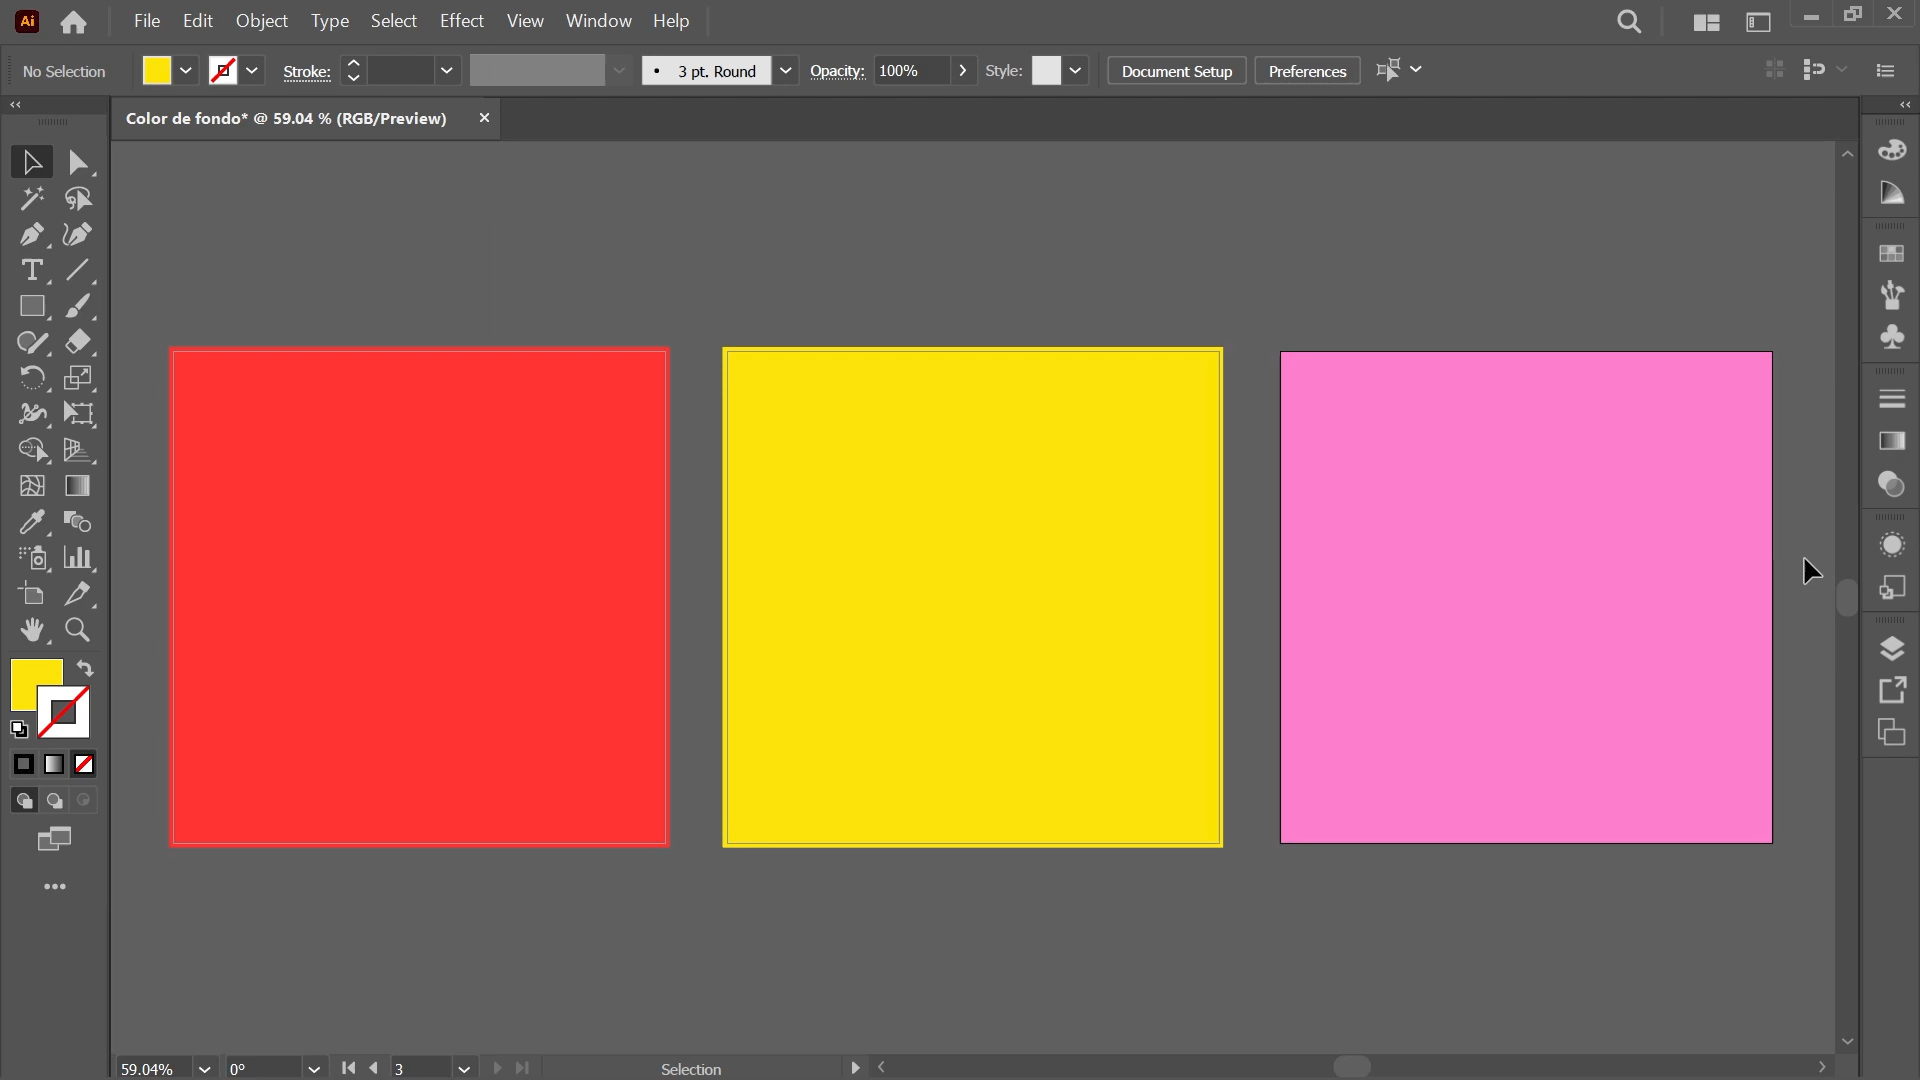 Ai File Edit Object Type Select Effect View Window Help
No Selection Stroke: 3 pt. Round Opacity: 100% Style: Document Setup Preferences
Color de fondo* @ 59.04 % (RGB/Preview)
59.04% 0° 3 Selection